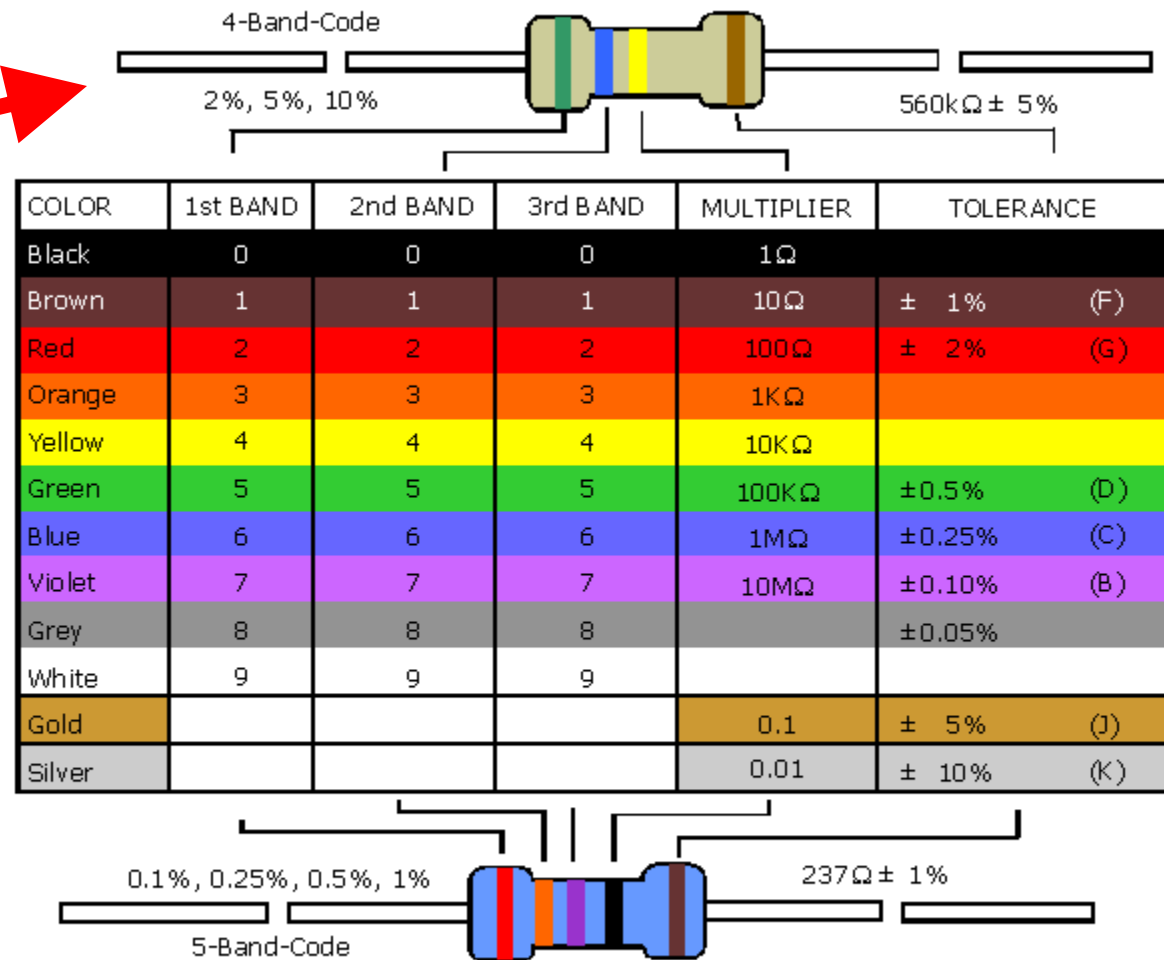 4-Band-Code
2%, 5%, 10%
560kΩ ± 5%
COLOR 1st BAND 2nd BAND 3rd BAND MULTIPLIER TOLERANCE
Black 0 0 0 1Ω
Brown 1 1 1 10Ω ± 1% (F)
Red 2 2 2 100Ω ± 2% (G)
Orange 3 3 3 1KΩ
Yellow 4 4 4 10KΩ
Green 5 5 5 100KΩ ±0.5% (D)
Blue 6 6 6 1MΩ ±0.25% (C)
Violet 7 7 7 10MΩ ±0.10% (B)
Grey 8 8 8 ±0.05%
White 9 9 9
Gold 0.1 ± 5% (J)
Silver 0.01 ± 10% (K)
0.1%, 0.25%, 0.5%, 1%
237Ω ± 1%
5-Band-Code